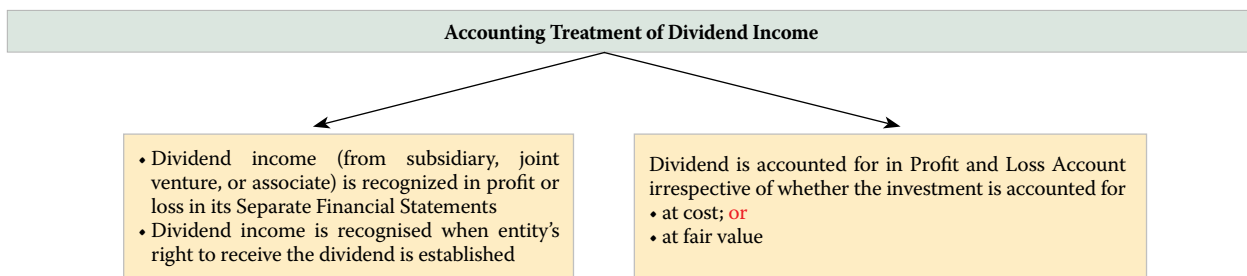 Accounting Treatment of Dividend Income
• Dividend income (from subsidiary, joint
venture, or associate) is recognized in profit or
loss in its Separate Financial Statements
• Dividend income is recognised when entity's
right to receive the dividend is established
Dividend is accounted for in Profit and Loss Account
irrespective of whether the investment is accounted for
• at cost; or
• at fair value